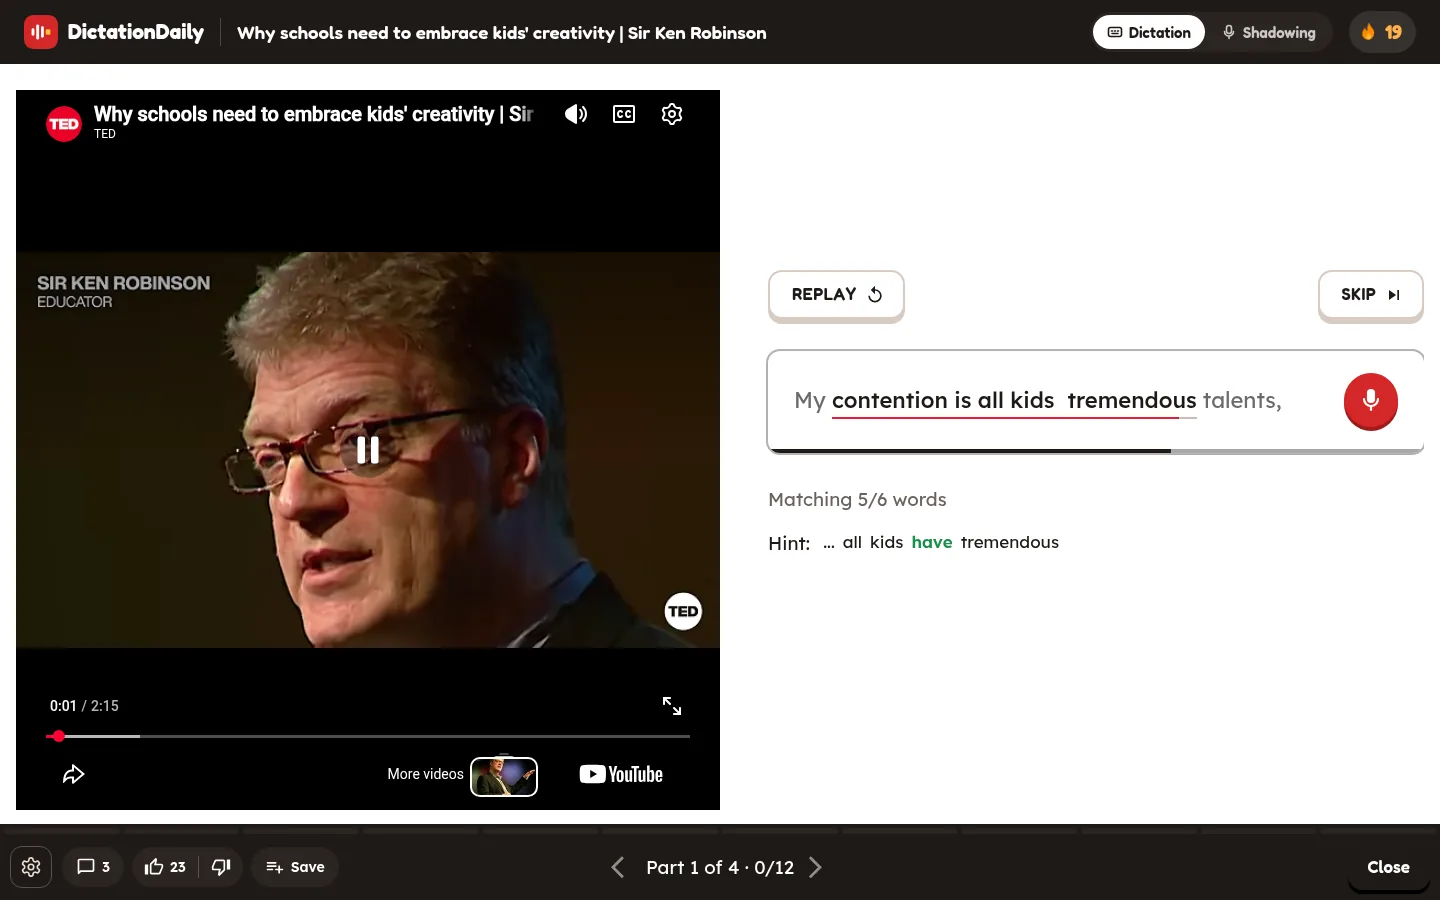 DictationDaily
Why schools need to embrace kids' creativity | Sir Ken Robinson
Dictation
Shadowing
19
TED
Why schools need to embrace kids' creativity | Sir
TED
CC
SIR KEN ROBINSON
EDUCATOR
TED
0:01 / 2:15
More videos
YouTube
REPLAY
SKIP
My contention is all kids tremendous talents,
Matching 5/6 words
Hint: ... all kids have tremendous
3
23
Save
Part 1 of 4 · 0/12
Close